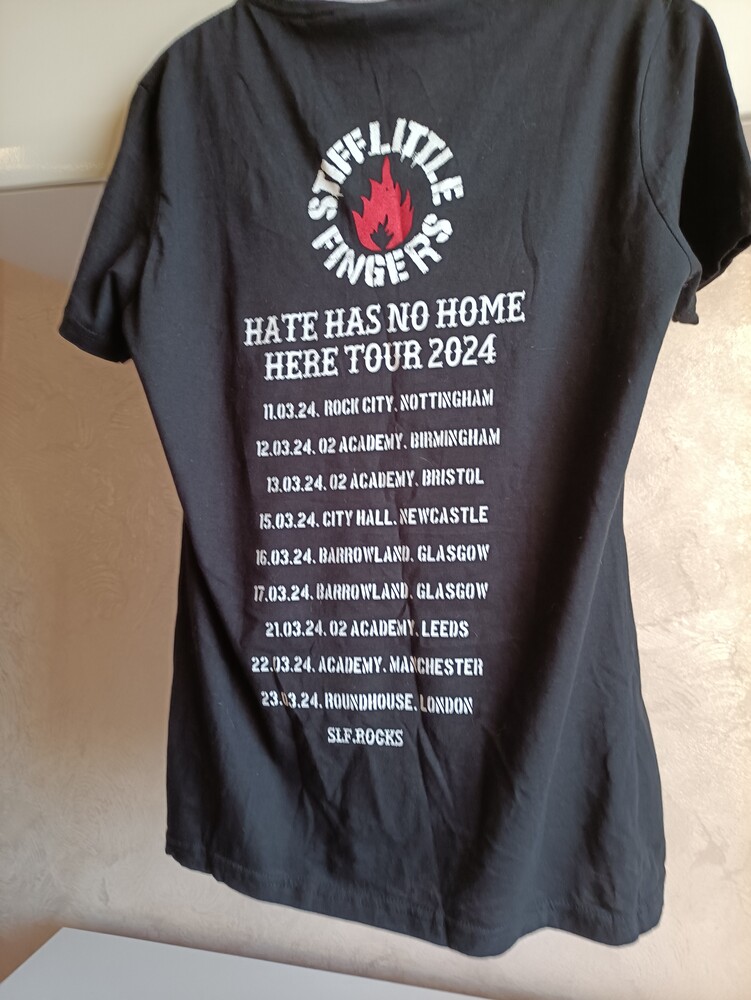 STIFF LITTLE
FINGERS
HATE HAS NO HOME
HERE TOUR 2024
11.03.24. ROCK CITY. NOTTINGHAM
12.03.24. 02 ACADEMY. BIRMINGHAM
13.03.24. 02 ACADEMY. BRISTOL
15.03.24. CITY HALL. NEWCASTLE
16.03.24. BARROWLAND. GLASGOW
17.03.24. BARROWLAND. GLASGOW
21.03.24. 02 ACADEMY. LEEDS
22.03.24. ACADEMY. MANCHESTER
23.03.24. ROUNDHOUSE. LONDON
SLF.ROCKS